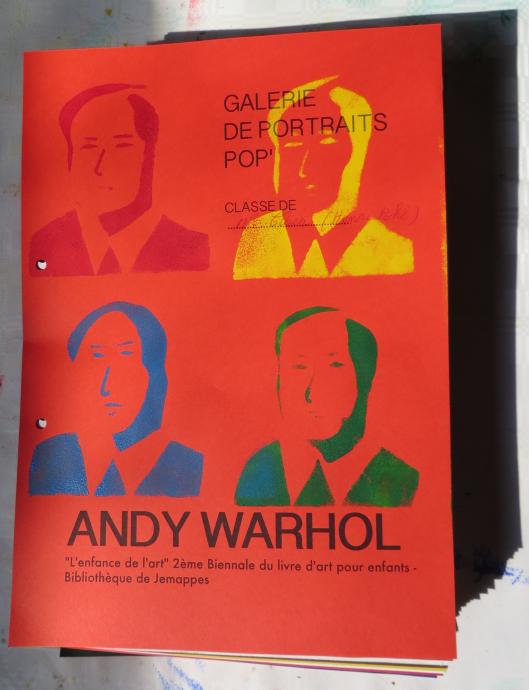 GALERIE
DE PORTRAITS
POP'
CLASSE DE
ANDY WARHOL
"L'enfance de l'art" 2ème Biennale du livre d'art pour enfants -
Bibliothèque de Jemappes